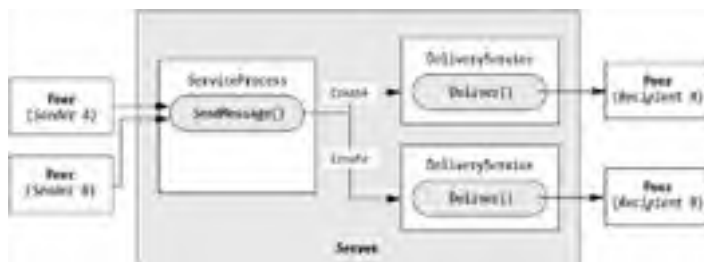 Peer
(Sender A)
Peer
(Sender B)
ServiceProcess
SendMessage()
Create
Create
DeliveryService
Deliver()
DeliveryService
Deliver()
Peer
(Recipient A)
Peer
(Recipient B)
Server